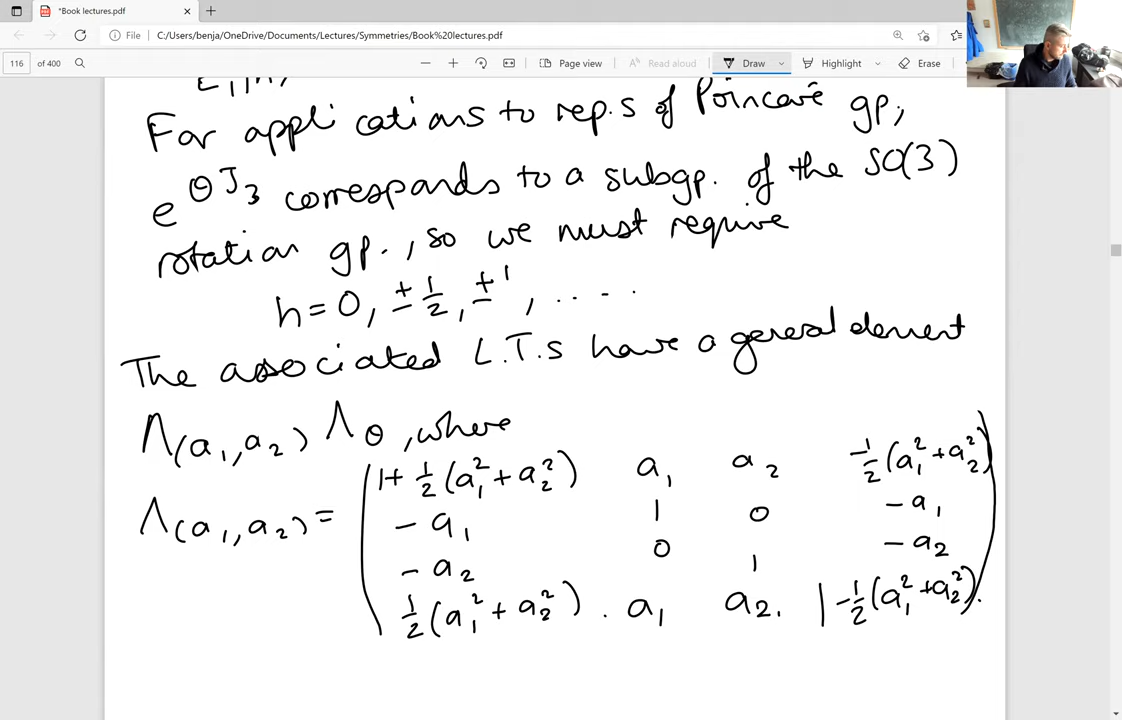 *Book lectures.pdf
File C:/Users/benja/OneDrive/Documents/Lectures/Symmetries/Book%20lectures.pdf
116 of 400 Page view Read aloud Draw Highlight Erase
For applications to rep.s of Poincaré gp,
e^{θJ_3} corresponds to a subgp. of the SO(3)
rotation gp., so we must require
h = 0, ±1/2, ±1, .....
The associated L.T.s have a general element
Λ(a_1, a_2) Λ_θ, where
Λ(a_1, a_2) =
1 + 1/2(a_1^2 + a_2^2) a_1 a_2 -1/2(a_1^2 + a_2^2)
-a_1 1 0 -a_1
-a_2 0 1 -a_2
1/2(a_1^2 + a_2^2) . a_1 a_2. 1 - 1/2(a_1^2 + a_2^2).